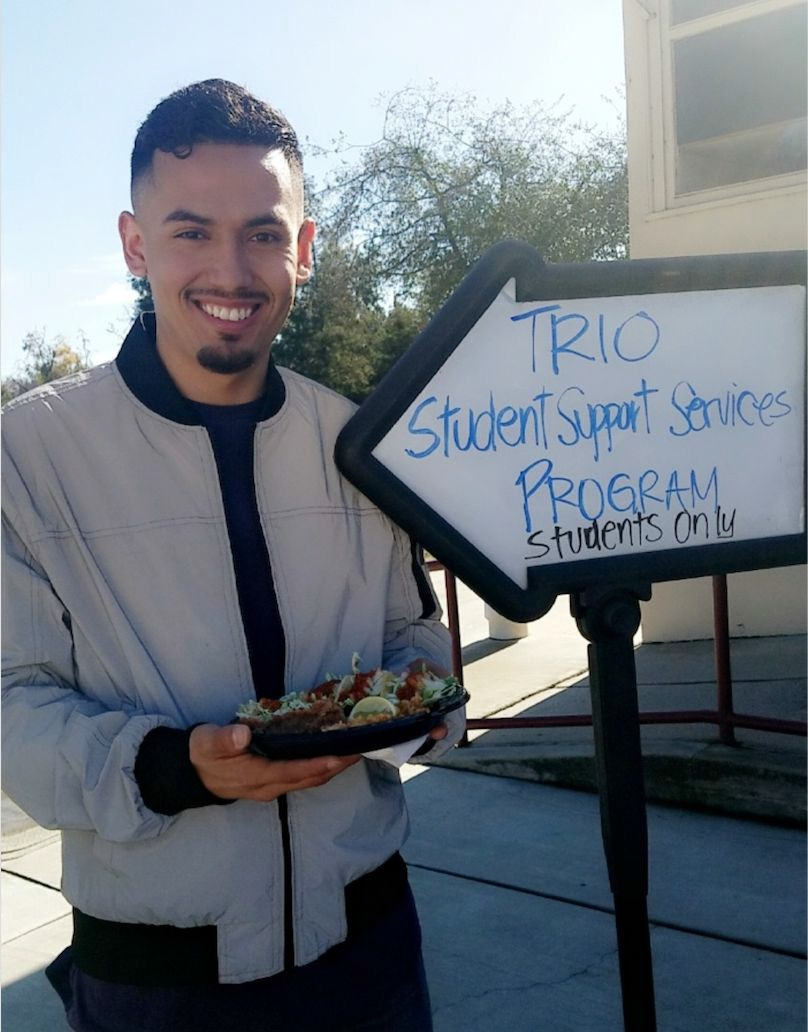 TRIO
Student Support Services
PROGRAM
Students Only